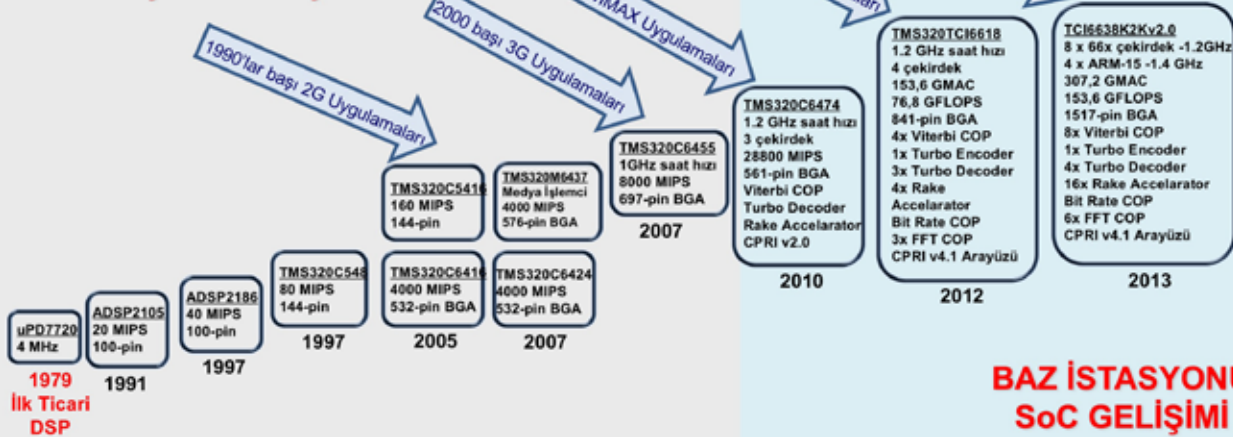 1990'lar başı 2G Uygulamaları
2000 başı 3G Uygulamaları
Uygulamaları
uPD7720
4 MHz
1979
İlk Ticari
DSP
ADSP2105
20 MIPS
100-pin
1991
ADSP2186
40 MIPS
100-pin
1997
TMS320C548
80 MIPS
144-pin
1997
TMS320C5416
160 MIPS
144-pin
TMS320C6416
4000 MIPS
532-pin BGA
2005
TMS320M6437
Medya İşlemci
4000 MIPS
576-pin BGA
TMS320C6424
4000 MIPS
532-pin BGA
2007
TMS320C6455
1GHz saat hızı
8000 MIPS
697-pin BGA
2007
TMS320C6474
1.2 GHz saat hızı
3 çekirdek
28800 MIPS
561-pin BGA
Viterbi COP
Turbo Decoder
Rake Accelarator
CPRI v2.0
2010
TMS320TCI6618
1.2 GHz saat hızı
4 çekirdek
153,6 GMAC
76,8 GFLOPS
841-pin BGA
4x Viterbi COP
1x Turbo Encoder
3x Turbo Decoder
4x Rake
Accelarator
Bit Rate COP
3x FFT COP
CPRI v4.1 Arayüzü
2012
TCI6638K2Kv2.0
8 x 66x çekirdek -1.2GHz
4 x ARM-15 -1.4 GHz
307,2 GMAC
153,6 GFLOPS
1517-pin BGA
8x Viterbi COP
1x Turbo Encoder
4x Turbo Decoder
16x Rake Accelarator
Bit Rate COP
6x FFT COP
CPRI v4.1 Arayüzü
2013
BAZ İSTASYONU
SoC GELİŞİMİ